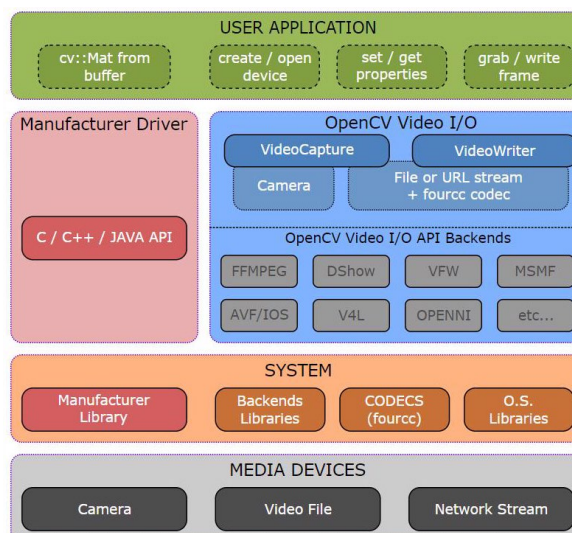 USER APPLICATION
cv::Mat from
buffer
create / open
device
set / get
properties
grab / write
frame
Manufacturer Driver
C / C++ / JAVA API
OpenCV Video I/O
VideoCapture
VideoWriter
Camera
File or URL stream
+ fourcc codec
OpenCV Video I/O API Backends
FFMPEG
DShow
VFW
MSMF
AVF/IOS
V4L
OPENNI
etc...
SYSTEM
Manufacturer
Library
Backends
Libraries
CODECS
(fourcc)
O.S.
Libraries
MEDIA DEVICES
Camera
Video File
Network Stream